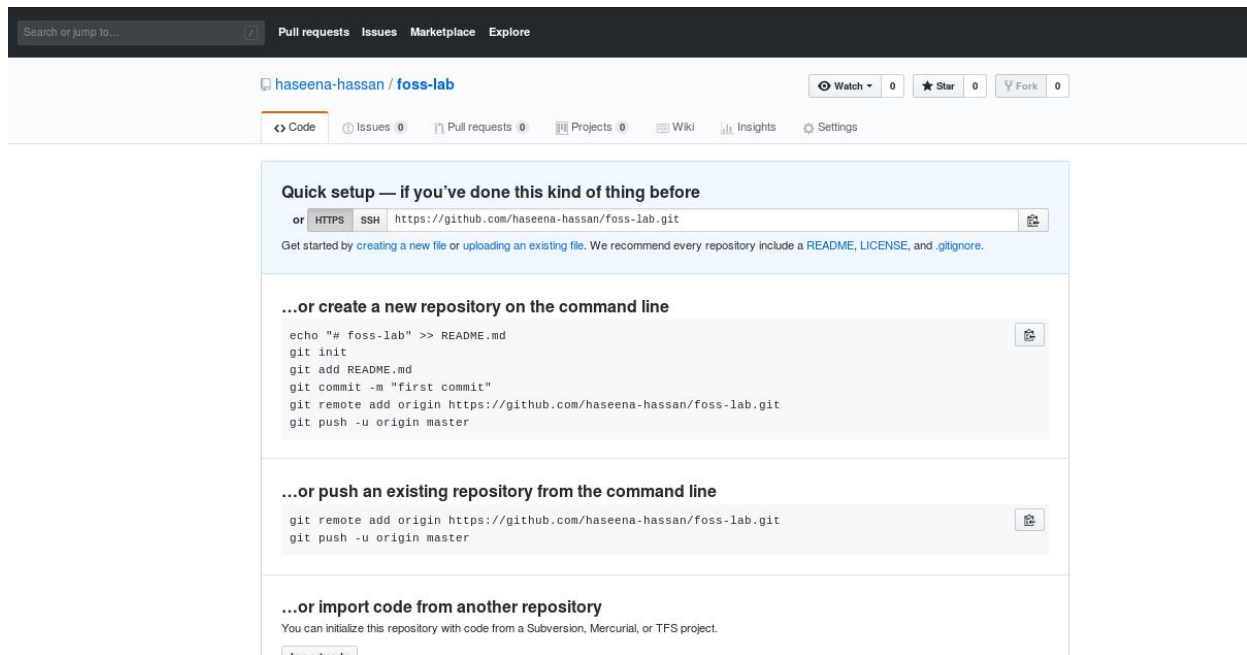 Search or jump to... /
Pull requests Issues Marketplace Explore
haseena-hassan / foss-lab
Watch 0 Star 0 Fork 0
Code Issues 0 Pull requests 0 Projects 0 Wiki Insights Settings
Quick setup — if you’ve done this kind of thing before
or HTTPS SSH https://github.com/haseena-hassan/foss-lab.git
Get started by creating a new file or uploading an existing file. We recommend every repository include a README, LICENSE, and .gitignore.
…or create a new repository on the command line
echo "# foss-lab" >> README.md
git init
git add README.md
git commit -m "first commit"
git remote add origin https://github.com/haseena-hassan/foss-lab.git
git push -u origin master
…or push an existing repository from the command line
git remote add origin https://github.com/haseena-hassan/foss-lab.git
git push -u origin master
…or import code from another repository
You can initialize this repository with code from a Subversion, Mercurial, or TFS project.